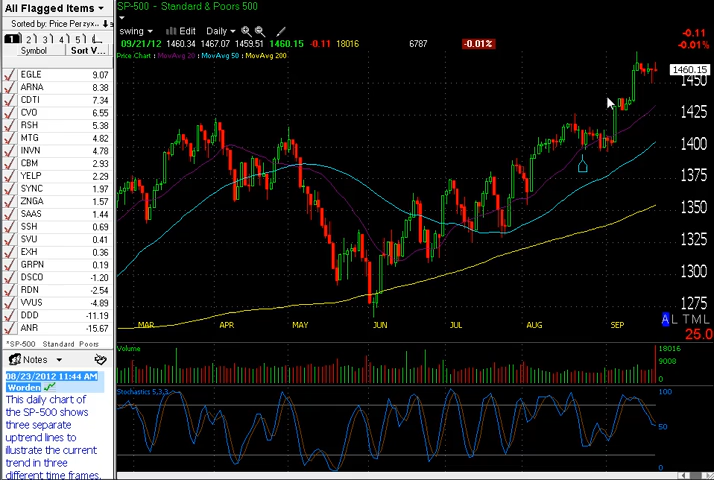 All Flagged Items
Sorted by: Price Per
1 2 3 4 5 6
Symbol Sort V...
EGLE 9.07
ARNA 8.38
CDTI 7.34
CVO 6.55
RSH 5.38
MTG 4.82
INVN 4.78
CBM 2.93
YELP 2.29
SYNC 1.97
ZNGA 1.57
SAAS 1.44
SSH 0.69
SVU 0.41
EXH 0.36
GRPN 0.19
DSCO -1.20
RDN -2.54
VVUS -4.89
DDD -11.19
ANR -15.67
*SP-500 Standard Poors
Notes
08/23/2012 11:44 AM
Worden
This daily chart of
the SP-500 shows
three separate
uptrend lines to
illustrate the current
trend in three
different time frames.
SP-500 - Standard & Poors 500
swing Edit Daily
09/21/12 1460.34 1467.07 1459.51 1460.15 -0.11 18016 6787 -0.01%
-0.11
-0.01%
Price Chart : MovAvg 20 : MovAvg 50 : MovAvg 200
1460.15
1450
1425
1400
1375
1350
1325
1300
1275
MAR APR MAY JUN JUL AUG SEP
A L TML
25.0
Volume
18016
9008
0
Stochastics 5,3,3
100
50
0